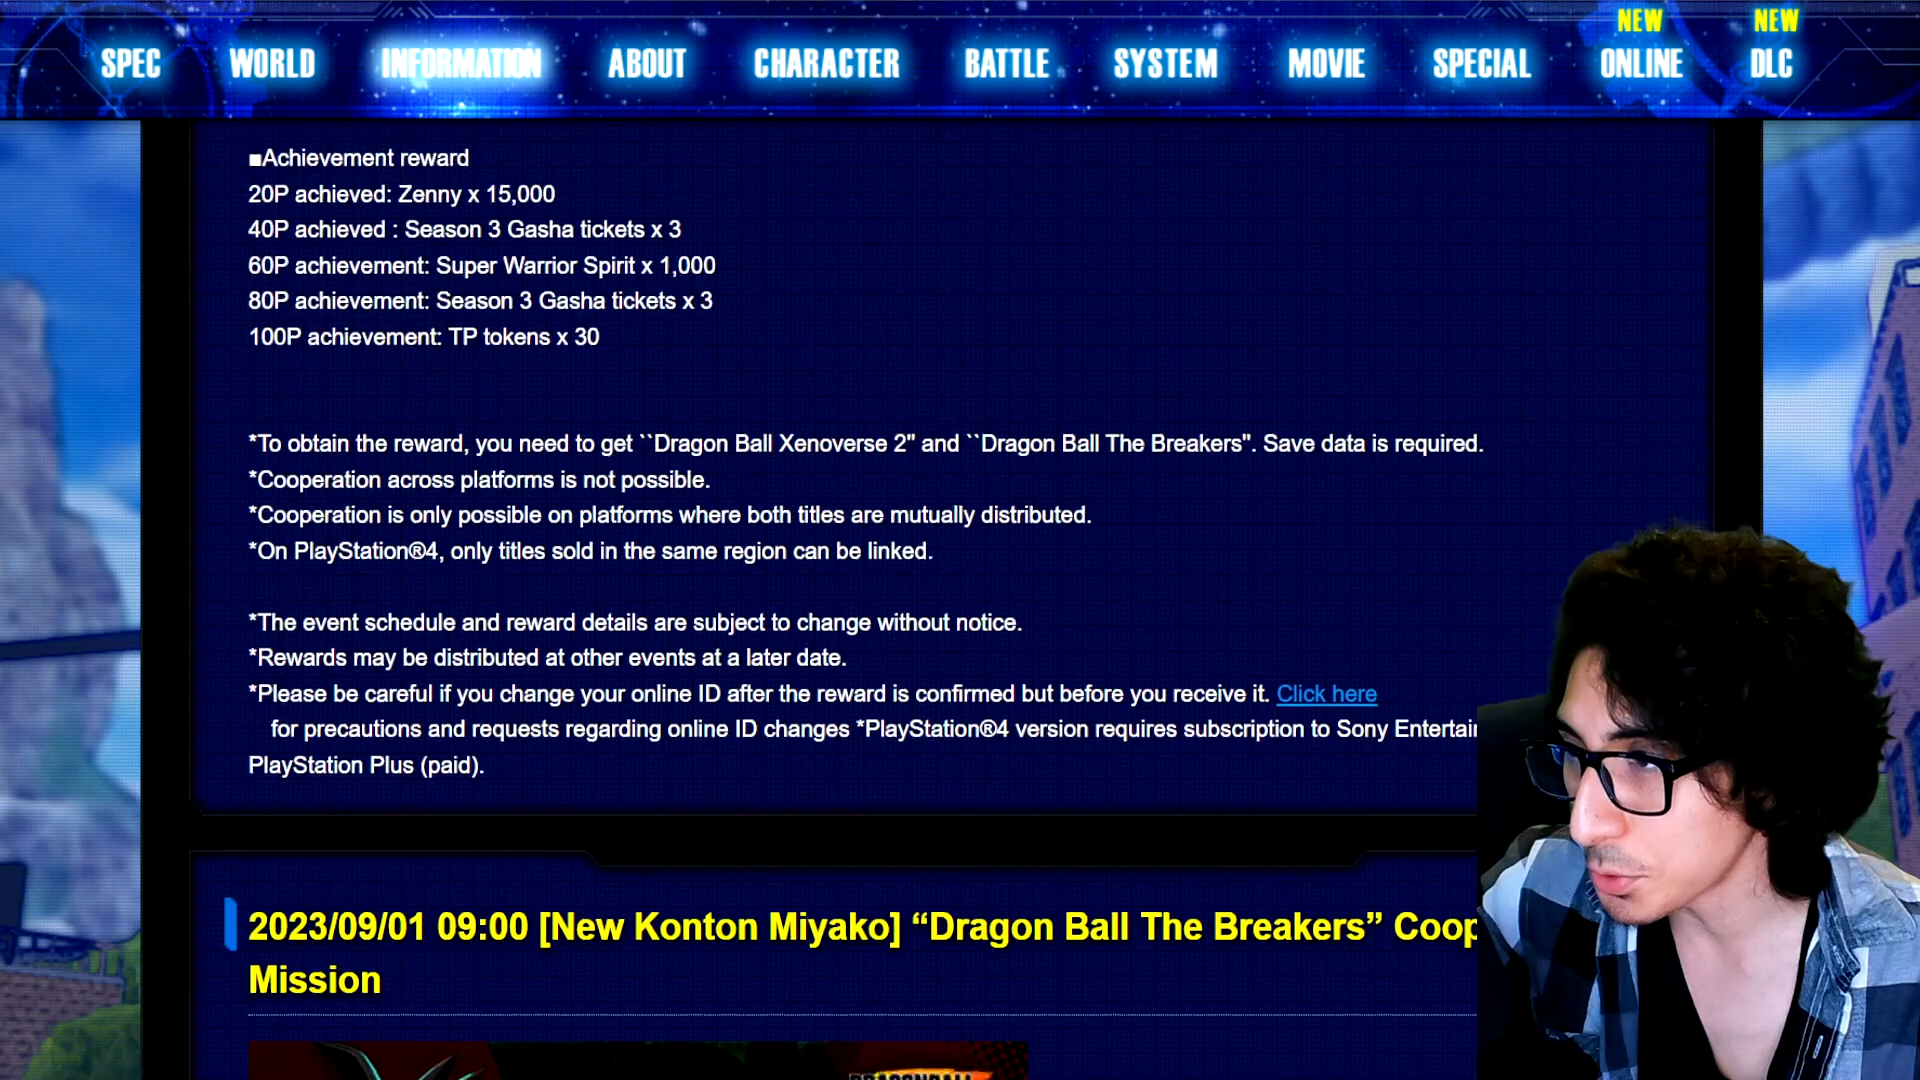 NEW NEW
SPEC WORLD INFORMATION ABOUT CHARACTER BATTLE SYSTEM MOVIE SPECIAL ONLINE DLC
■Achievement reward
20P achieved: Zenny x 15,000
40P achieved : Season 3 Gasha tickets x 3
60P achievement: Super Warrior Spirit x 1,000
80P achievement: Season 3 Gasha tickets x 3
100P achievement: TP tokens x 30
*To obtain the reward, you need to get ``Dragon Ball Xenoverse 2'' and ``Dragon Ball The Breakers''. Save data is required.
*Cooperation across platforms is not possible.
*Cooperation is only possible on platforms where both titles are mutually distributed.
*On PlayStation®4, only titles sold in the same region can be linked.
*The event schedule and reward details are subject to change without notice.
*Rewards may be distributed at other events at a later date.
*Please be careful if you change your online ID after the reward is confirmed but before you receive it. Click here
for precautions and requests regarding online ID changes *PlayStation®4 version requires subscription to Sony
PlayStation Plus (paid).
2023/09/01 09:00 [New Konton Miyako] “Dragon Ball The Breakers”
Mission